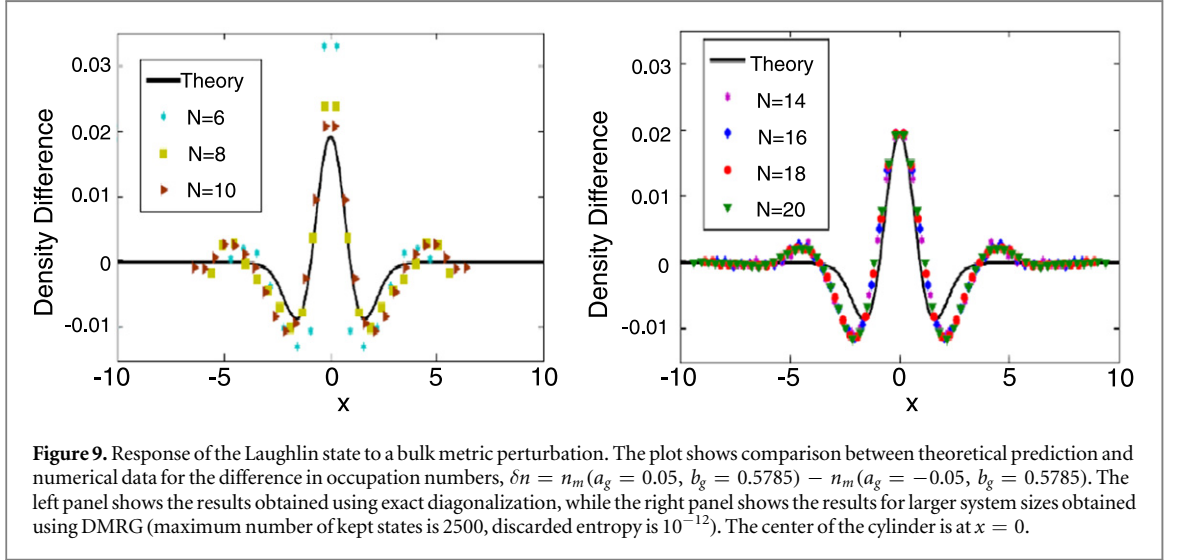 0.03
0.02
0.01
0
-0.01
Density Difference
-10
-5
0
5
10
x
Theory
N=6
N=8
N=10
0.03
0.02
0.01
0
-0.01
Density Difference
-10
-5
0
5
10
x
Theory
N=14
N=16
N=18
N=20
Figure 9. Response of the Laughlin state to a bulk metric perturbation. The plot shows comparison between theoretical prediction and
numerical data for the difference in occupation numbers, δn = n_m(a_g = 0.05, b_g = 0.5785) − n_m(a_g = −0.05, b_g = 0.5785). The
left panel shows the results obtained using exact diagonalization, while the right panel shows the results for larger system sizes obtained
using DMRG (maximum number of kept states is 2500, discarded entropy is 10⁻¹²). The center of the cylinder is at x = 0.